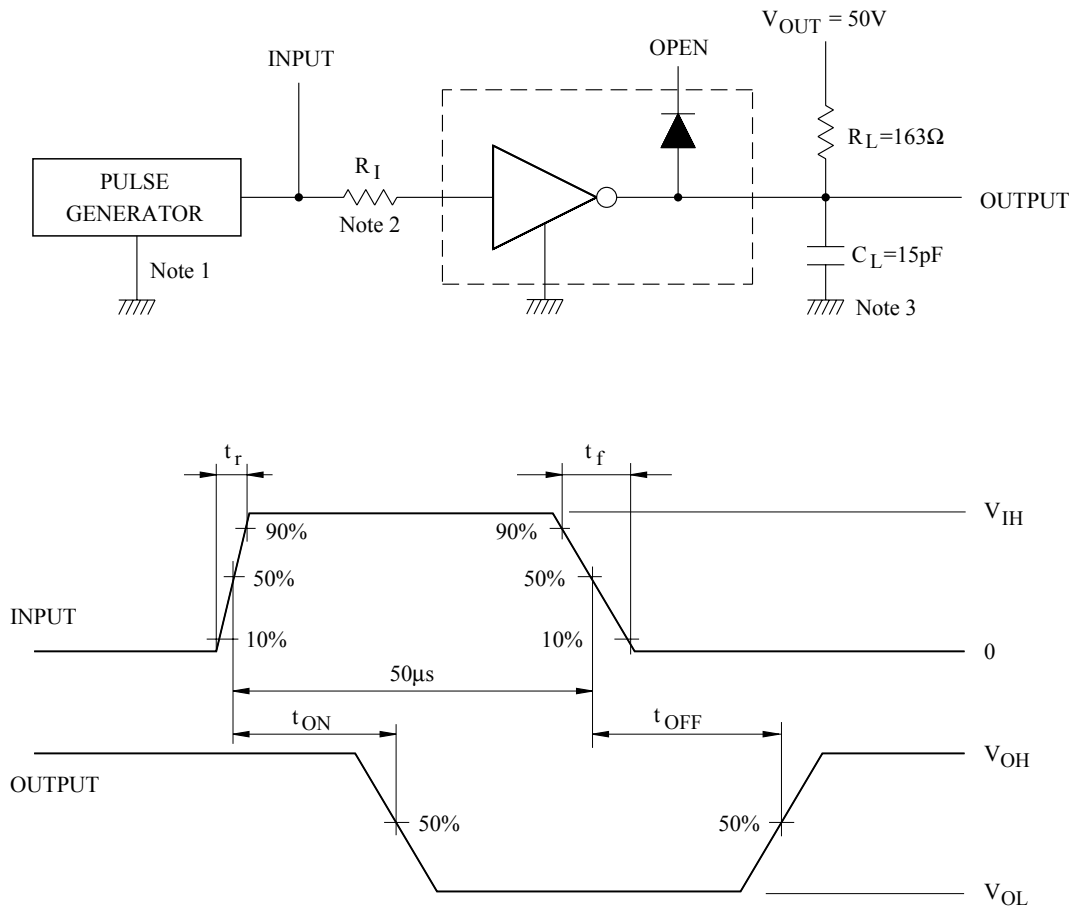 V_OUT = 50V
INPUT
OPEN
R_L=163Ω
PULSE
GENERATOR
R_I
Note 2
OUTPUT
Note 1
C_L=15pF
Note 3
t_r
t_f
V_IH
90%
90%
50%
50%
INPUT
10%
10%
0
50μs
t_ON
t_OFF
V_OH
OUTPUT
50%
50%
V_OL